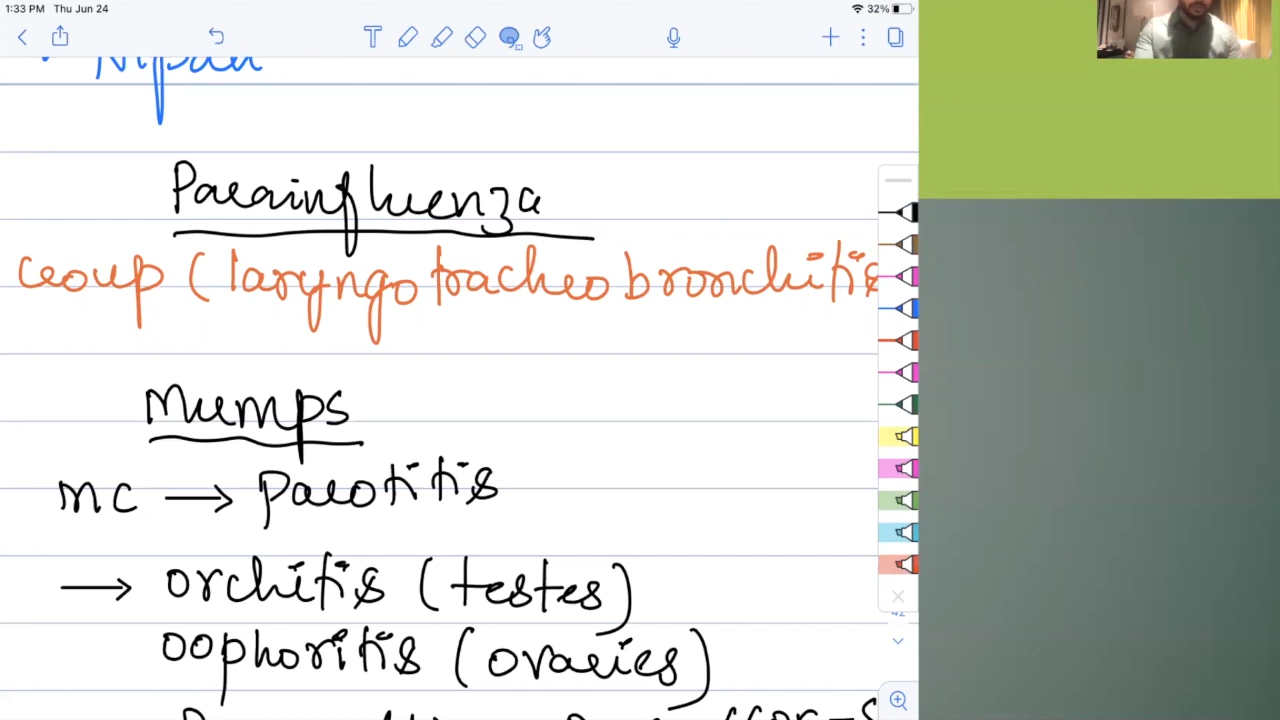 1:33 PM Thu Jun 24
32%
Parainfluenza
croup (laryngotracheobronchitis
Mumps
mc → parotitis
→ orchitis (testes)
oophoritis (ovaries)